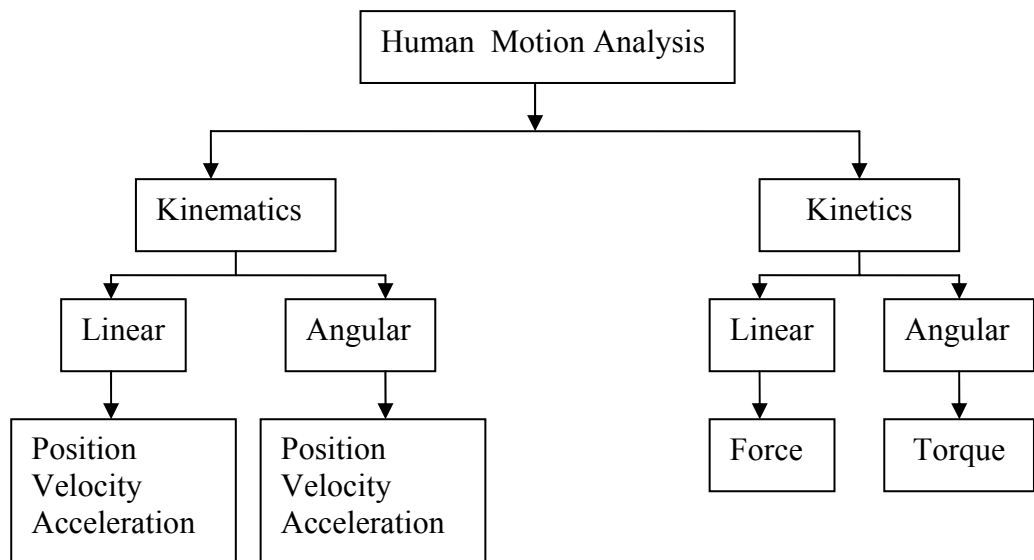 Human Motion Analysis
Kinematics
Kinetics
Linear
Angular
Linear
Angular
Position
Velocity
Acceleration
Position
Velocity
Acceleration
Force
Torque